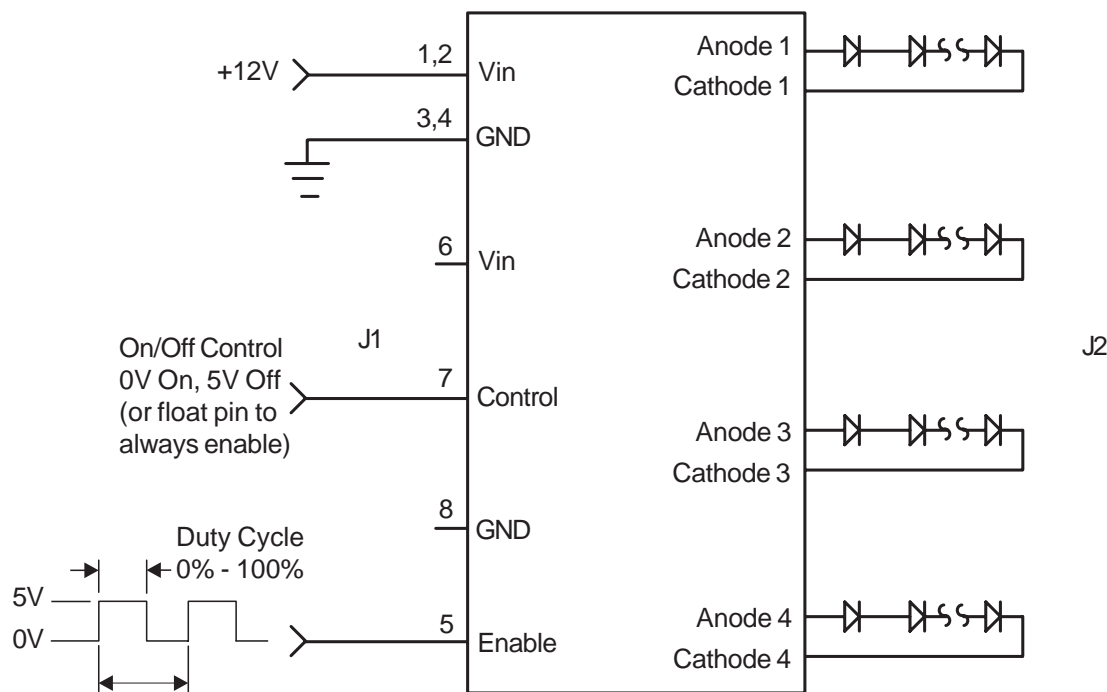 +12V
1,2
Vin
3,4
GND
6
Vin
J1
On/Off Control
0V On, 5V Off
(or float pin to
always enable)
7
Control
8
GND
Duty Cycle
0% - 100%
5V
0V
5
Enable
Anode 1
Cathode 1
Anode 2
Cathode 2
J2
Anode 3
Cathode 3
Anode 4
Cathode 4